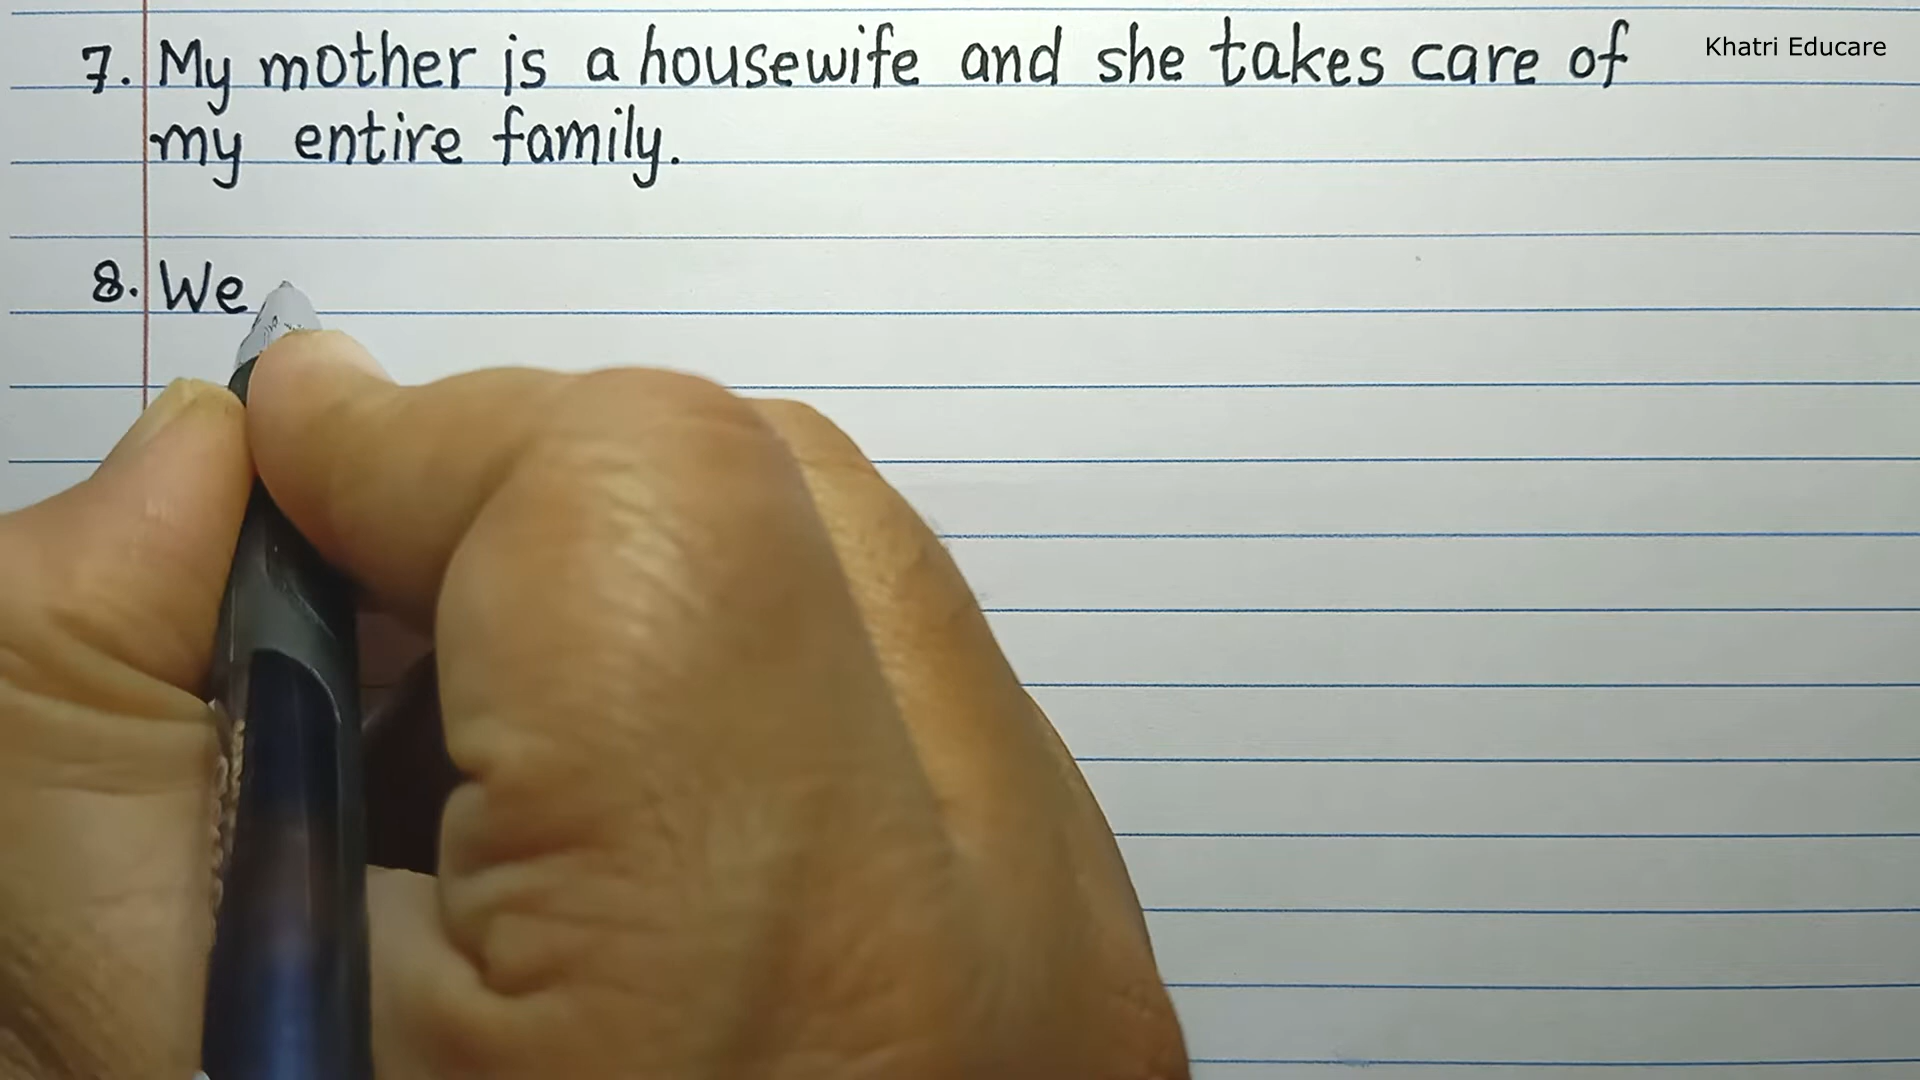 7. My mother is a housewife and she takes care of
Khatri Educare
my entire family.
8. We